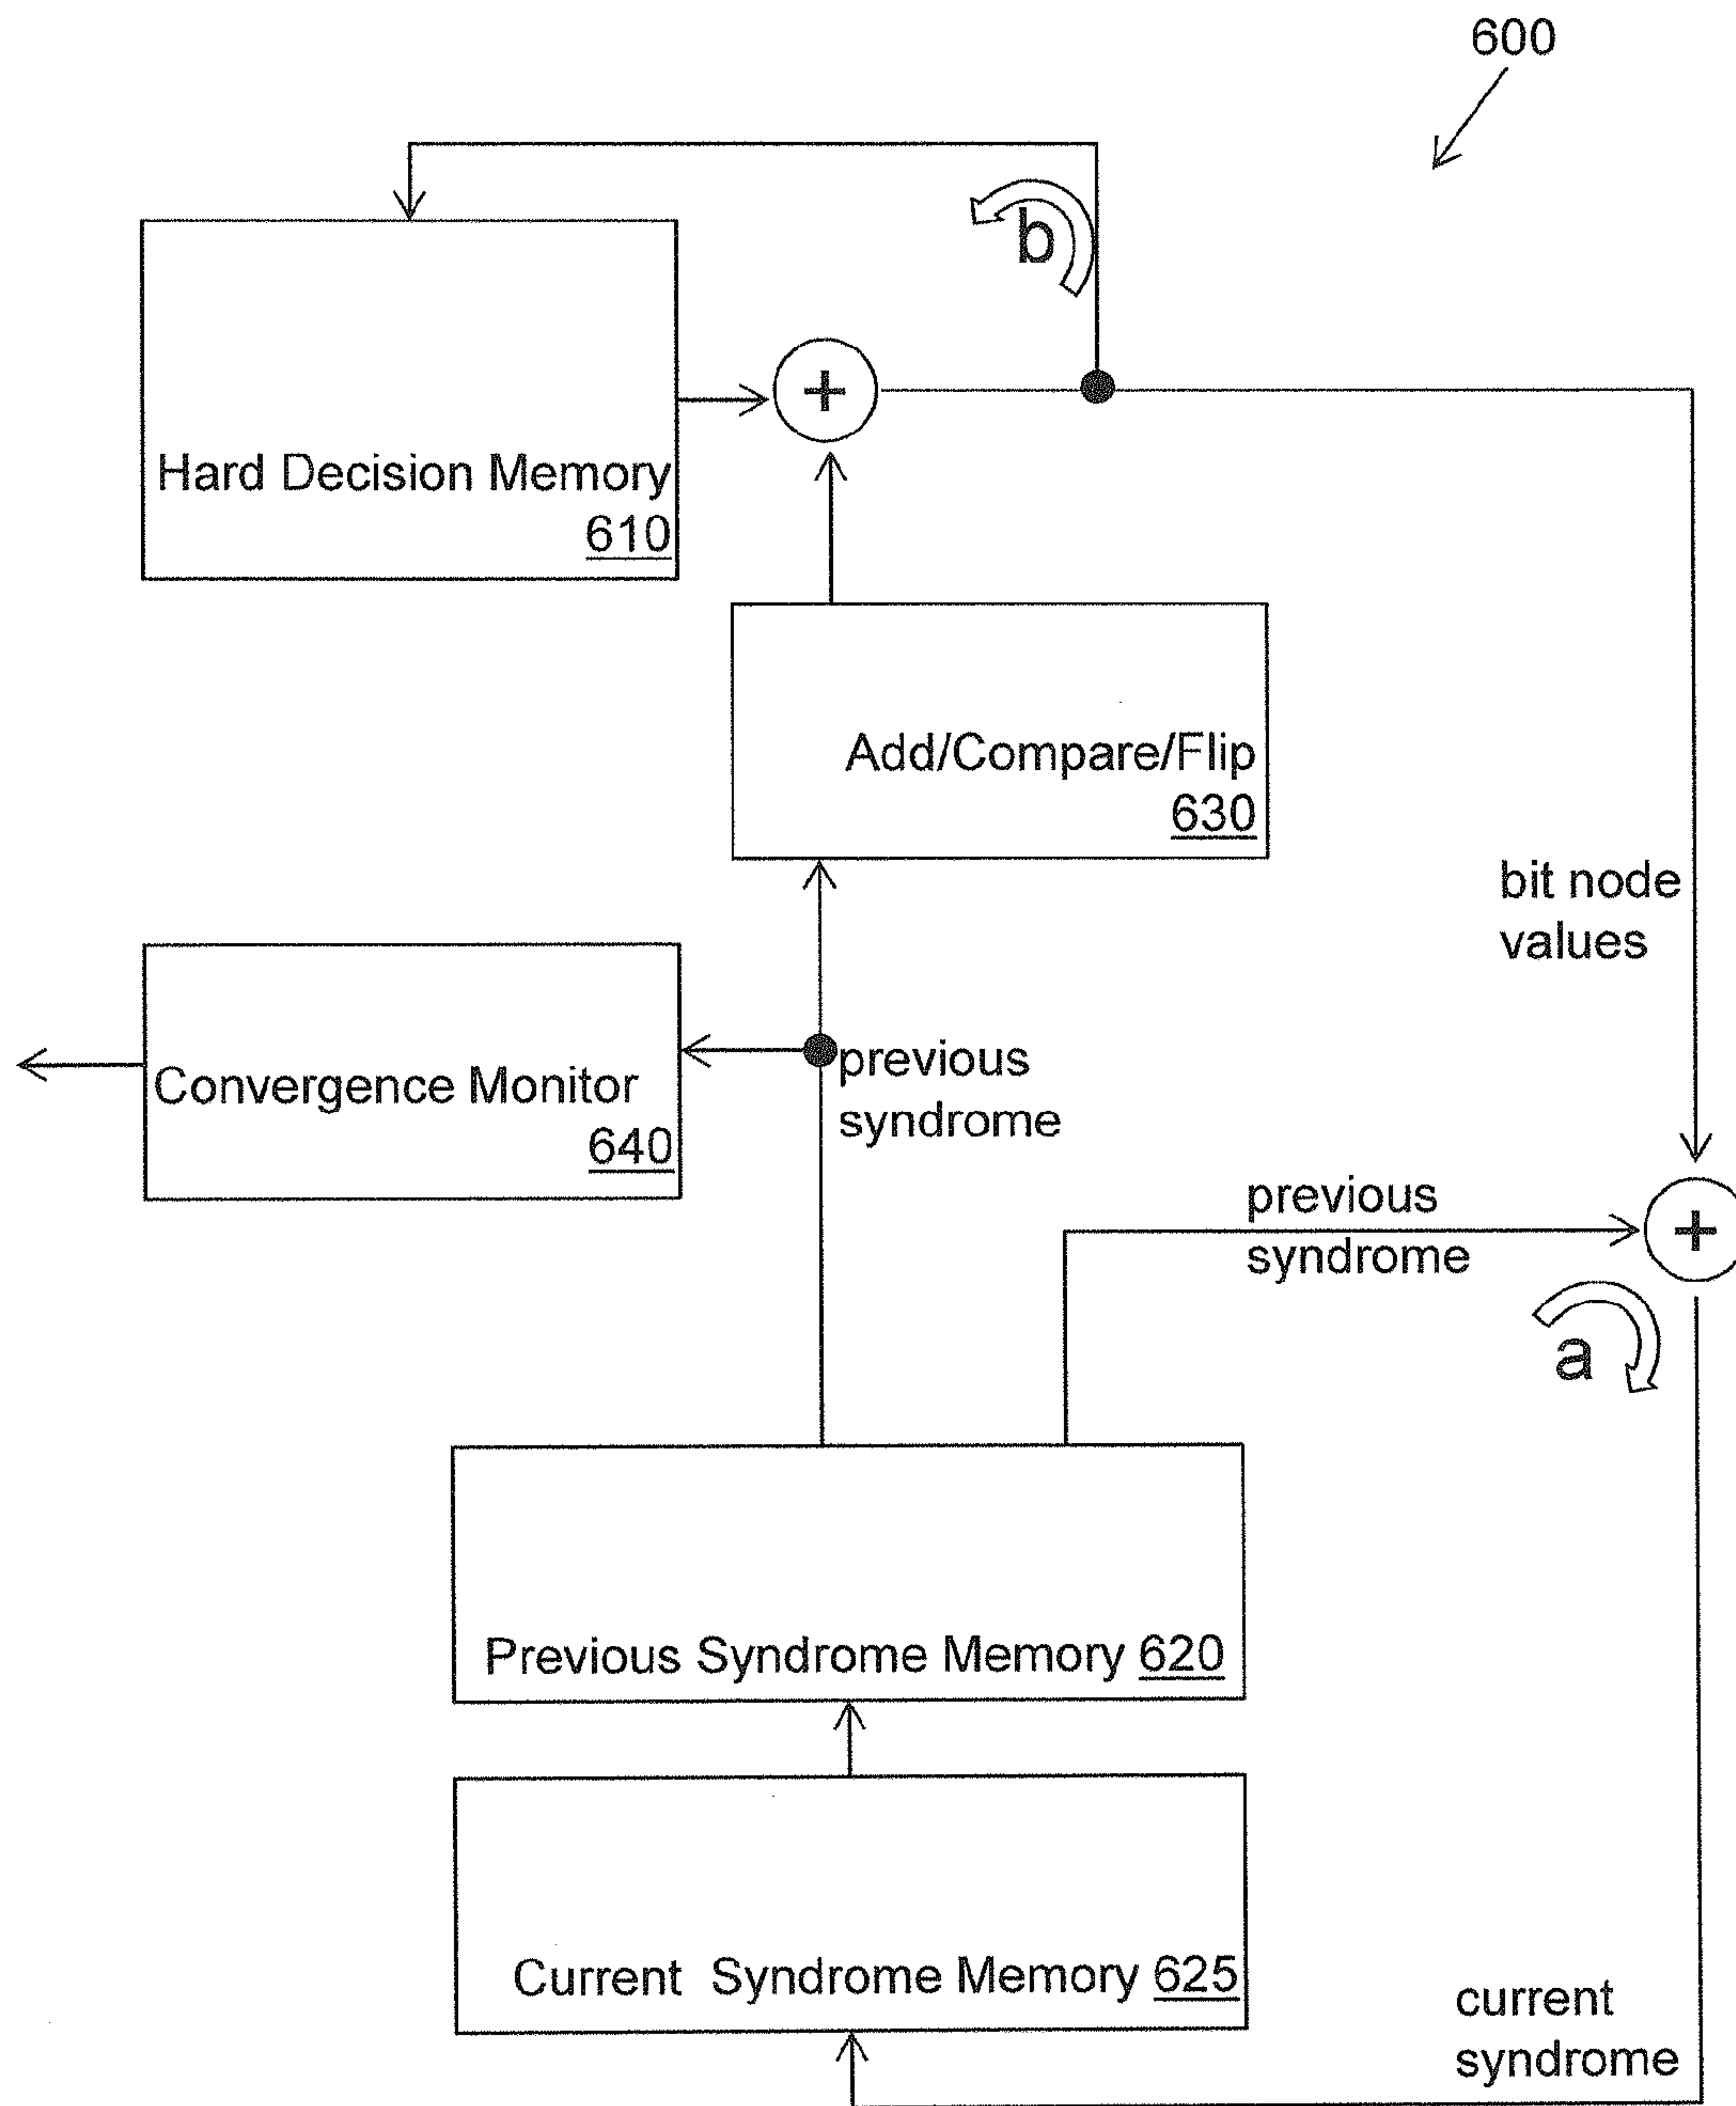 600
b
+
Hard Decision Memory
610
Add/Compare/Flip
630
bit node
values
Convergence Monitor
640
previous
syndrome
previous
syndrome
+
a
Previous Syndrome Memory 620
Current Syndrome Memory 625
current
syndrome